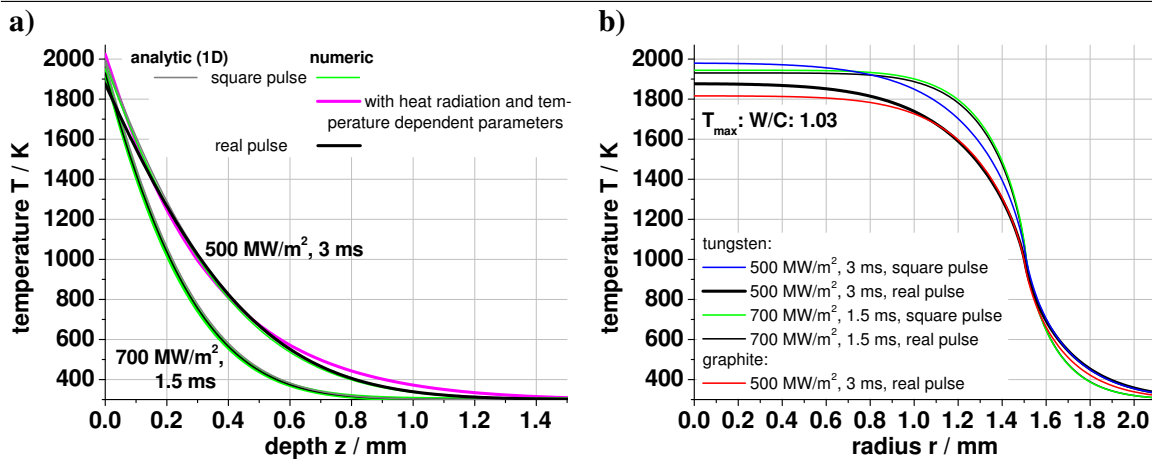 a)
2000
1800
1600
1400
1200
1000
800
600
400
temperature T / K
analytic (1D) numeric
square pulse
with heat radiation and tem-
perature dependent parameters
real pulse
500 MW/m², 3 ms
700 MW/m²,
1.5 ms
0.0 0.2 0.4 0.6 0.8 1.0 1.2 1.4
depth z / mm
b)
2000
1800
1600
1400
1200
1000
800
600
400
temperature T / K
T_max: W/C: 1.03
tungsten:
500 MW/m², 3 ms, square pulse
500 MW/m², 3 ms, real pulse
700 MW/m², 1.5 ms, square pulse
700 MW/m², 1.5 ms, real pulse
graphite:
500 MW/m², 3 ms, real pulse
0.0 0.2 0.4 0.6 0.8 1.0 1.2 1.4 1.6 1.8 2.0
radius r / mm